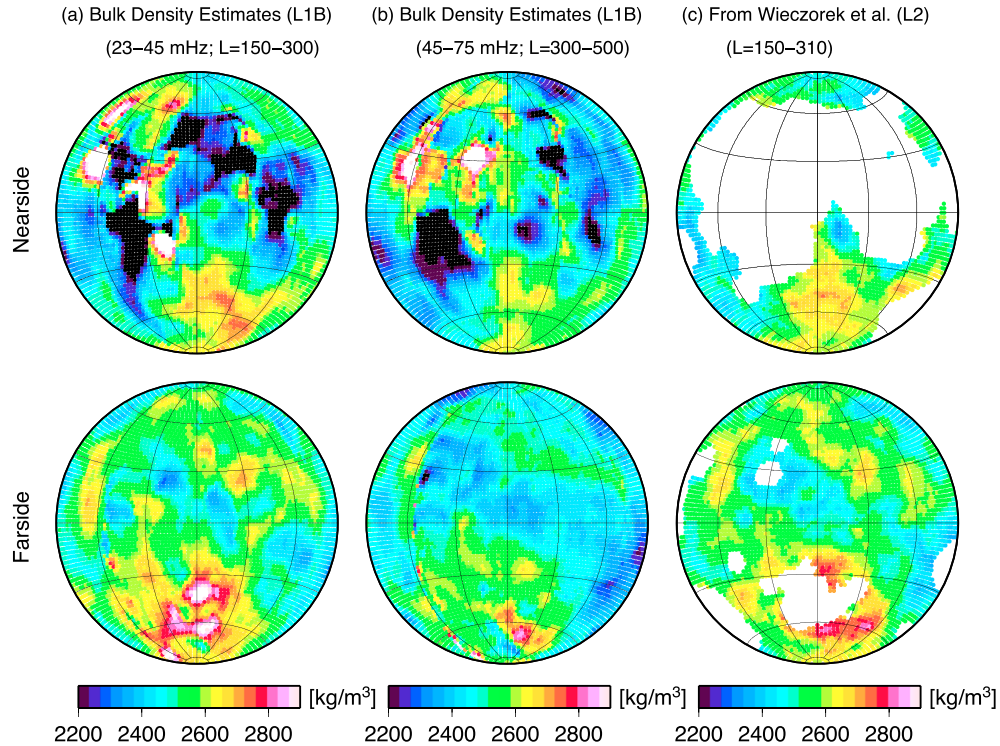 (a) Bulk Density Estimates (L1B)
(23–45 mHz; L=150–300)
(b) Bulk Density Estimates (L1B)
(45–75 mHz; L=300–500)
(c) From Wieczorek et al. (L2)
(L=150–310)
Nearside
Farside
[kg/m³]
2200 2400 2600 2800
[kg/m³]
2200 2400 2600 2800
[kg/m³]
2200 2400 2600 2800